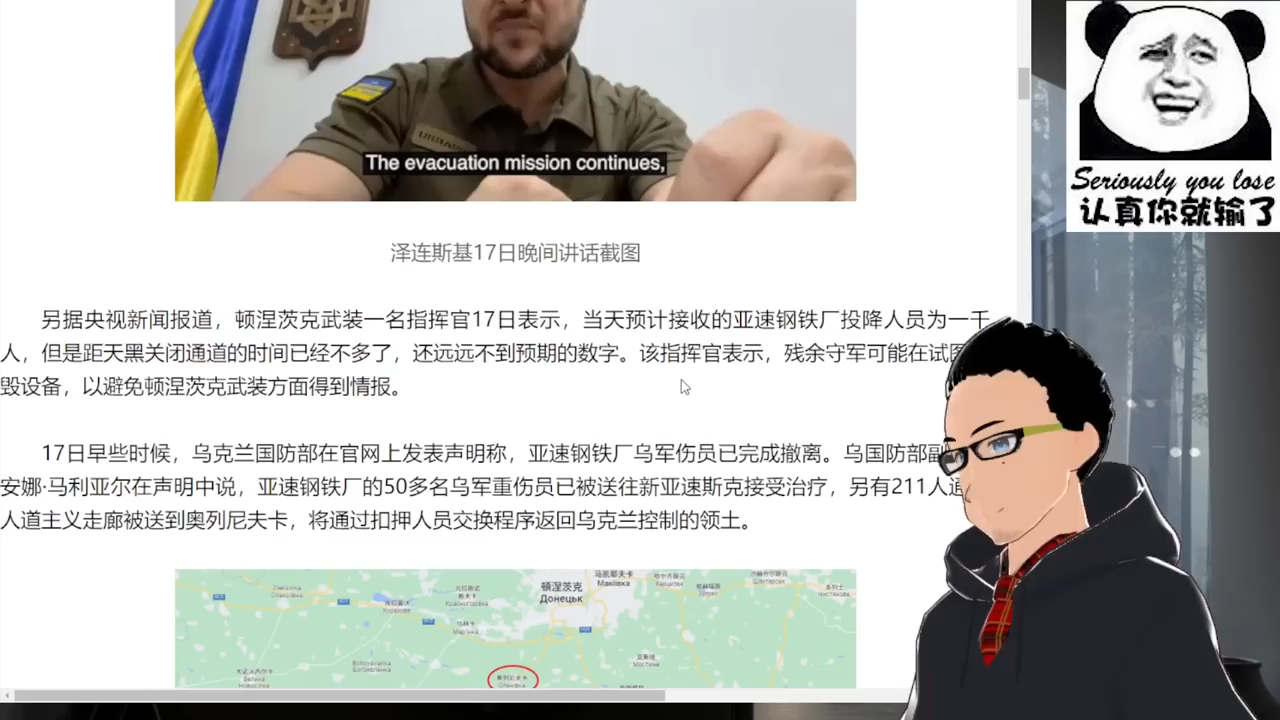 The evacuation mission continues,
Seriously you lose
认真你就输了
泽连斯基17日晚间讲话截图
另据央视新闻报道，顿涅茨克武装一名指挥官17日表示，当天预计接收的亚速钢铁厂投降人员为一千
人，但是距天黑关闭通道的时间已经不多了，还远远不到预期的数字。该指挥官表示，残余守军可能在试
毁设备，以避免顿涅茨克武装方面得到情报。
17日早些时候，乌克兰国防部在官网上发表声明称，亚速钢铁厂乌军伤员已完成撤离。乌国防部
安娜·马利亚尔在声明中说，亚速钢铁厂的50多名乌军重伤员已被送往新亚速斯克接受治疗，另有211人
人道主义走廊被送到奥列尼夫卡，将通过扣押人员交换程序返回乌克兰控制的领土。
頓涅茨克
Донецьк
Макіївка